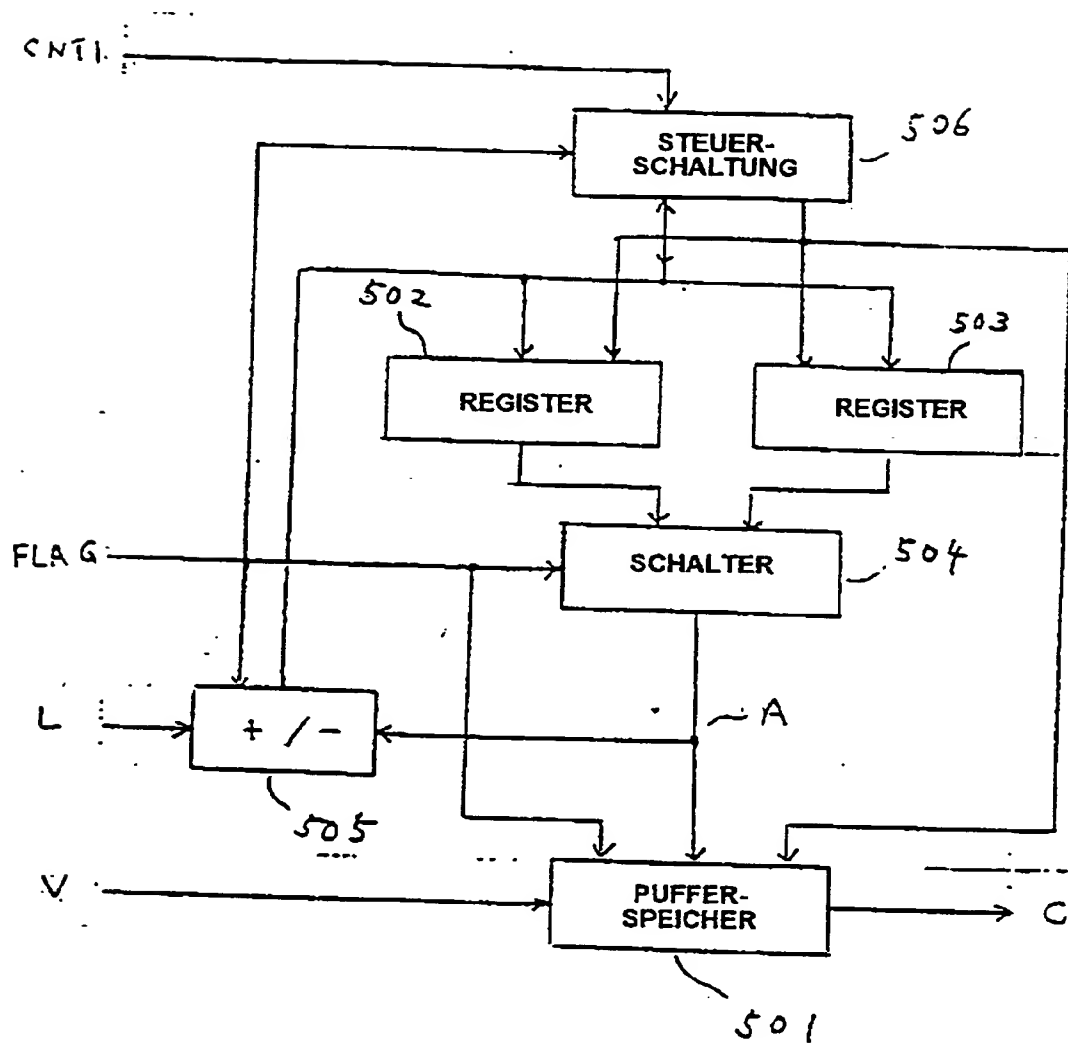 CNT1
506
STEUER-
SCHALTUNG
502
503
REGISTER
REGISTER
FLAG
SCHALTER
504
L
+ / -
A
505
V
PUFFER-
SPEICHER
C
501